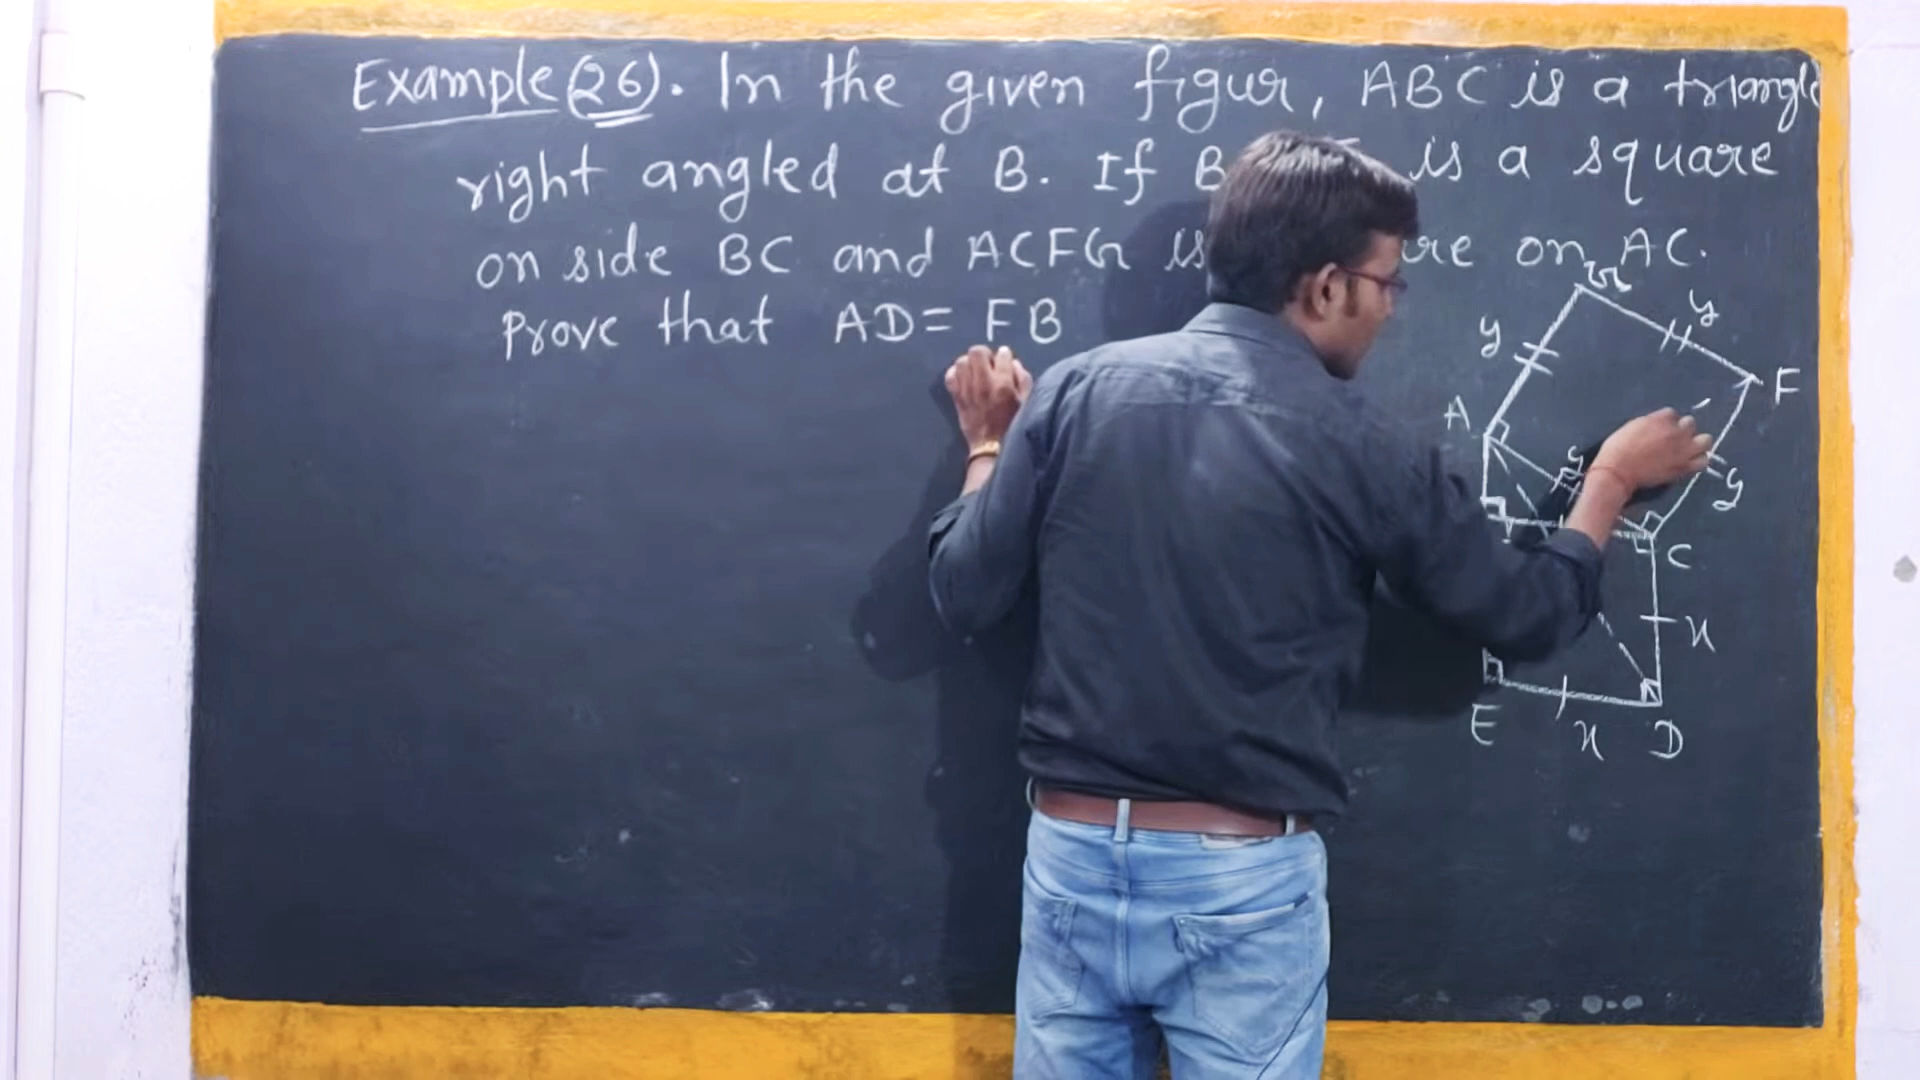 Example (26). In the given figur, ABC is a triangle
right angled at B. If B is a square
on side BC and ACFG is on AC.
Prove that AD = FB
G
y
y
F
A
y
y
C
x
E
x
D